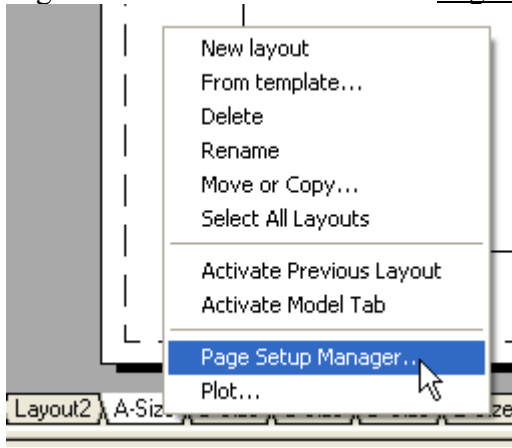 New layout
From template...
Delete
Rename
Move or Copy...
Select All Layouts
Activate Previous Layout
Activate Model Tab
Page Setup Manager...
Plot...
Layout2 A-Size